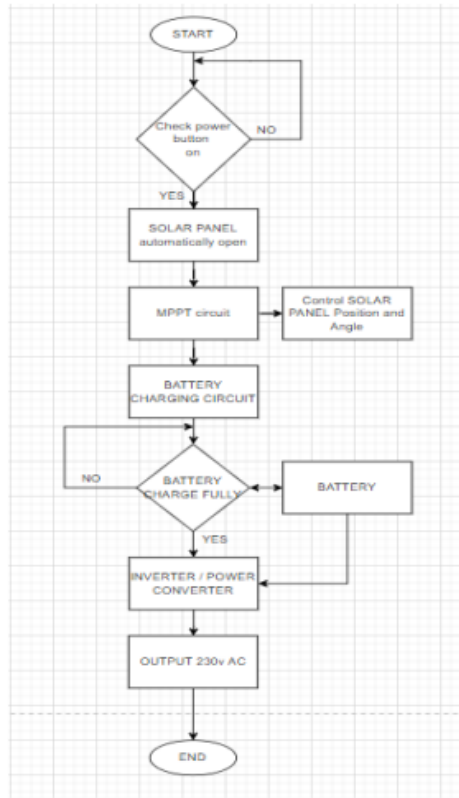 START
Check power
button
on
NO
YES
SOLAR PANEL
automatically open
MPPT circuit
Control SOLAR
PANEL Position and
Angle
BATTERY
CHARGING CIRCUIT
NO
BATTERY
CHARGE FULLY
BATTERY
YES
INVERTER / POWER
CONVERTER
OUTPUT 230v AC
END